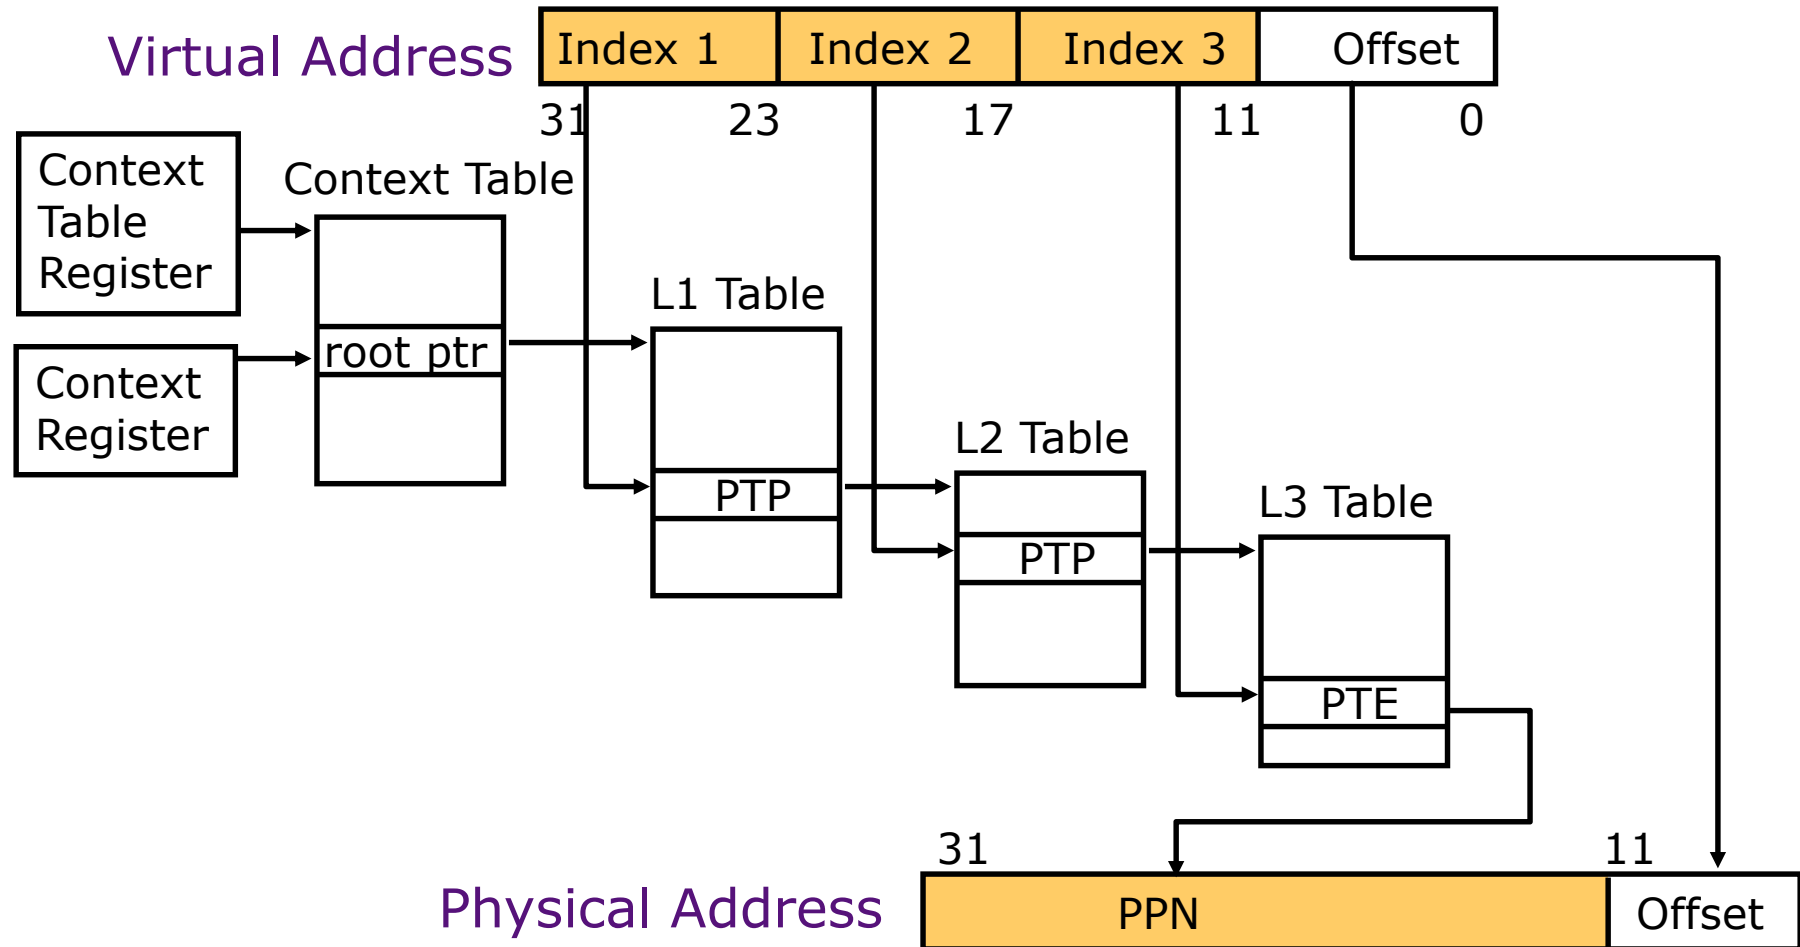 Virtual Address
Index 1
Index 2
Index 3
Offset
31
23
17
11
0
Context
Table
Register
Context Table
root ptr
Context
Register
L1 Table
PTP
L2 Table
PTP
L3 Table
PTE
31
11
Physical Address
PPN
Offset